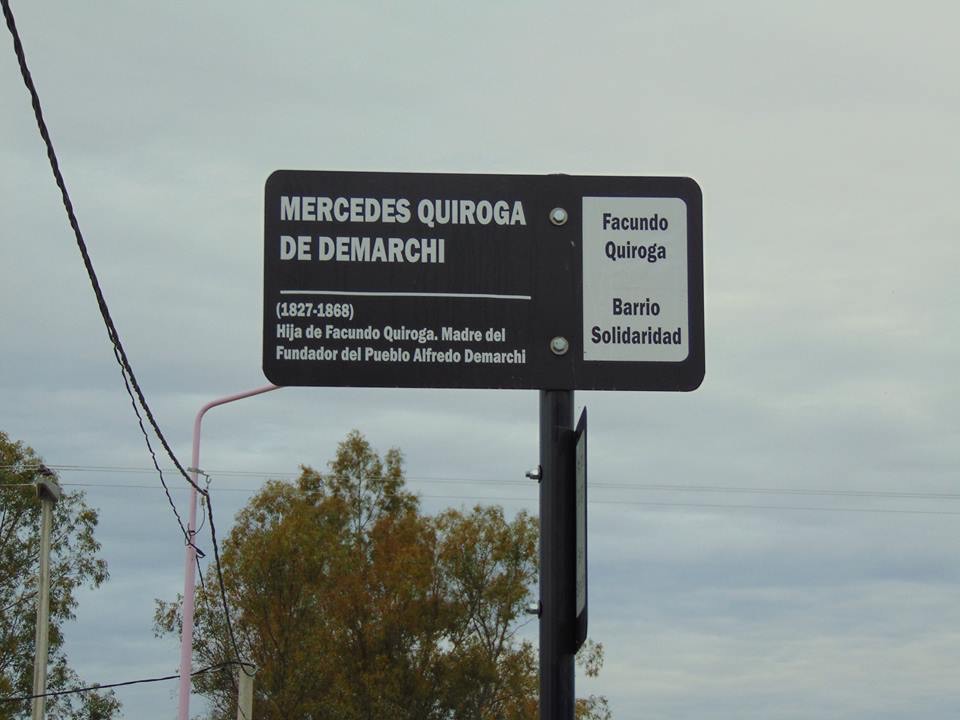 MERCEDES QUIROGA
DE DEMARCHI
(1827-1868)
Hija de Facundo Quiroga. Madre del
Fundador del Pueblo Alfredo Demarchi
Facundo
Quiroga
Barrio
Solidaridad